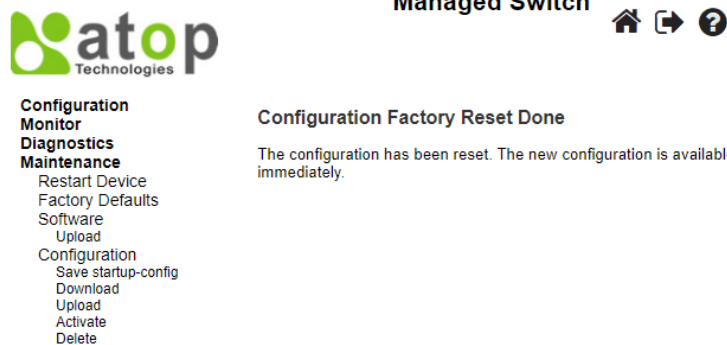 Managed Switch
atop
Technologies
Configuration
Monitor
Diagnostics
Maintenance
Restart Device
Factory Defaults
Software
Upload
Configuration
Save startup-config
Download
Upload
Activate
Delete
Configuration Factory Reset Done
The configuration has been reset. The new configuration is availabl
immediately.